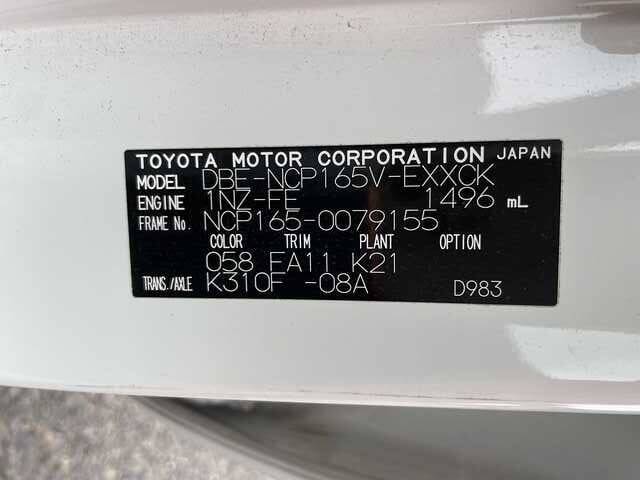 TOYOTA MOTOR CORPORATION JAPAN
MODEL DBE-NCP165V-EXXCK
ENGINE 1NZ-FE 1496 mL
FRAME No. NCP165-0079155
COLOR TRIM PLANT OPTION
058 FA11 K21
TRANS./AXLE K310F -08A D983